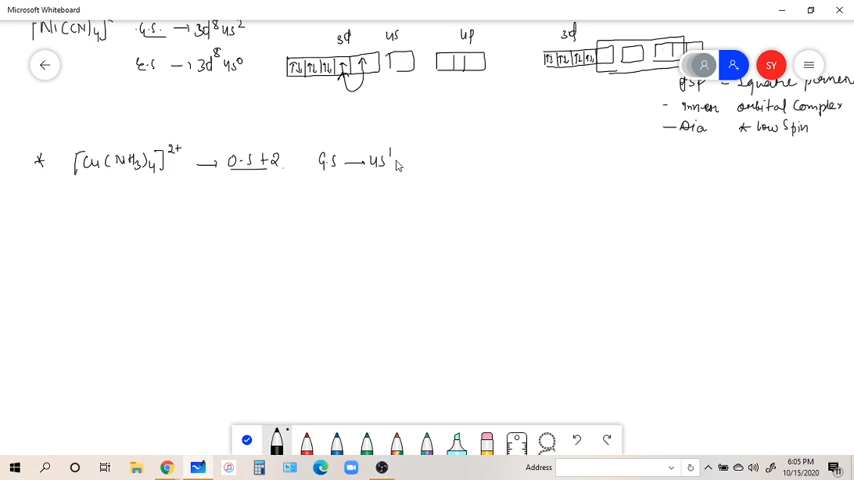 Microsoft Whiteboard
[Ni(CN)4]2- G.S. → 3d8 4s2
3d 4s 4p 3d
E.S → 3d8 4s0
dsp2 - Square planar
- inner orbital Complex
- Dia * low Spin
* [Cu(NH3)4]2+ → O.S +2. G.S → 4s1
Address
6:05 PM
10/15/2020